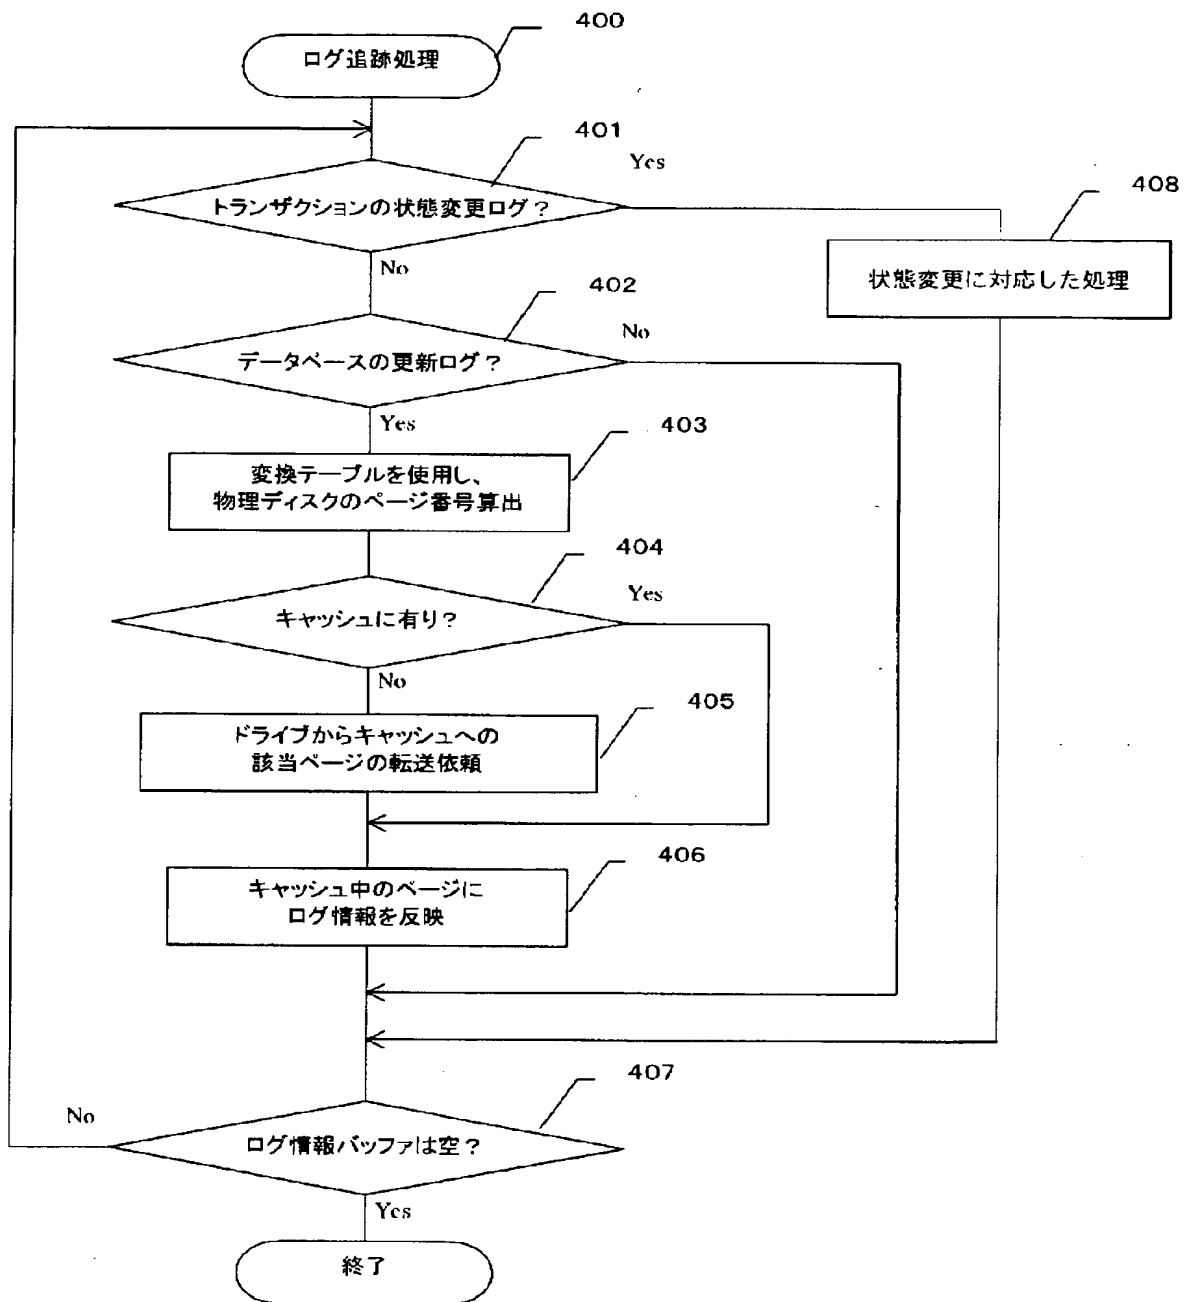 400
ログ追跡処理
401
Yes
トランザクションの状態変更ログ？
408
No
状態変更に対応した処理
402
No
データベースの更新ログ？
Yes
403
変換テーブルを使用し、
物理ディスクのページ番号算出
404
Yes
キャッシュに有り？
No
405
ドライブからキャッシュへの
該当ページの転送依頼
406
キャッシュ中のページに
ログ情報を反映
407
No
ログ情報バッファは空？
Yes
終了